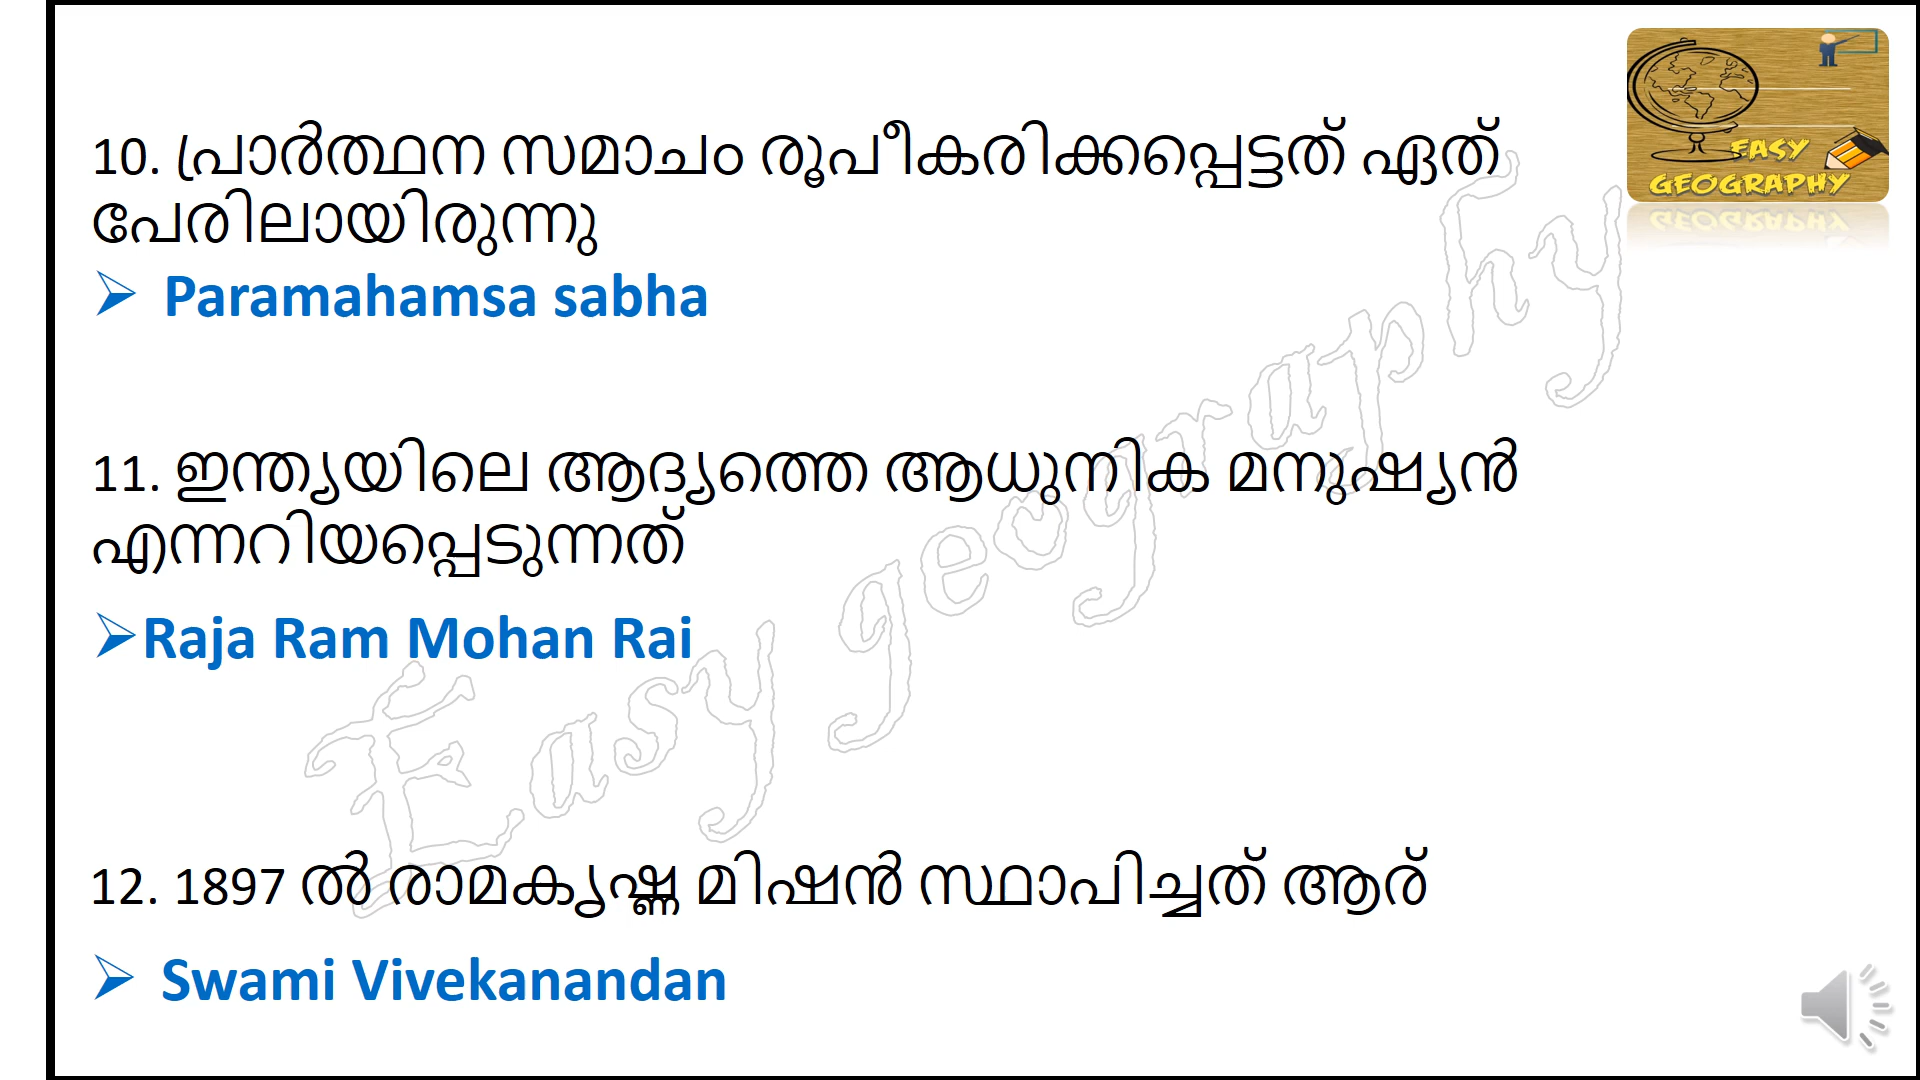 EASY
GEOGRAPHY
10. പ്രാർത്ഥന സമാചം രൂപീകരിക്കപ്പെട്ടത് ഏത്
പേരിലായിരുന്നു
➢ Paramahamsa sabha
11. ഇന്ത്യയിലെ ആദ്യത്തെ ആധുനിക മനുഷ്യൻ
എന്നറിയപ്പെടുന്നത്
➢Raja Ram Mohan Rai
12. 1897 ൽ രാമകൃഷ്ണ മിഷൻ സ്ഥാപിച്ചത് ആര്
➢ Swami Vivekanandan
Easy geography